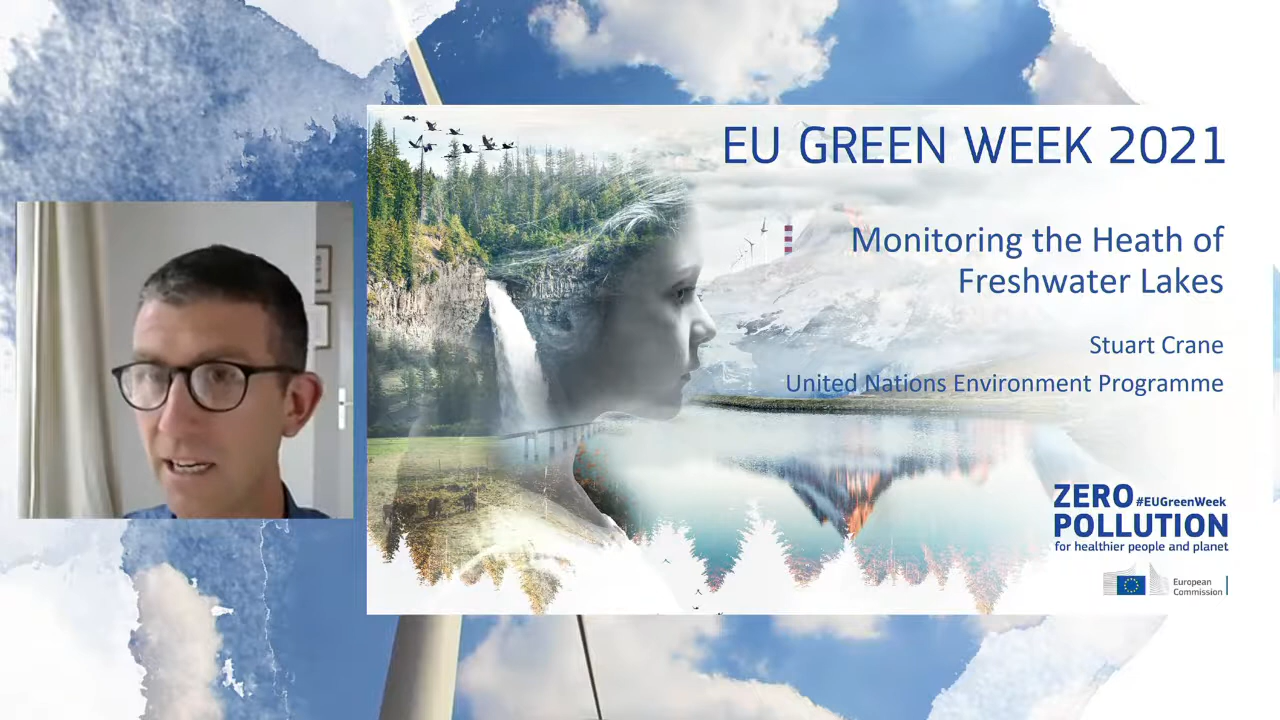 EU GREEN WEEK 2021
Monitoring the Heath of
Freshwater Lakes
Stuart Crane
United Nations Environment Programme
ZERO #EUGreenWeek
POLLUTION
for healthier people and planet
European
Commission